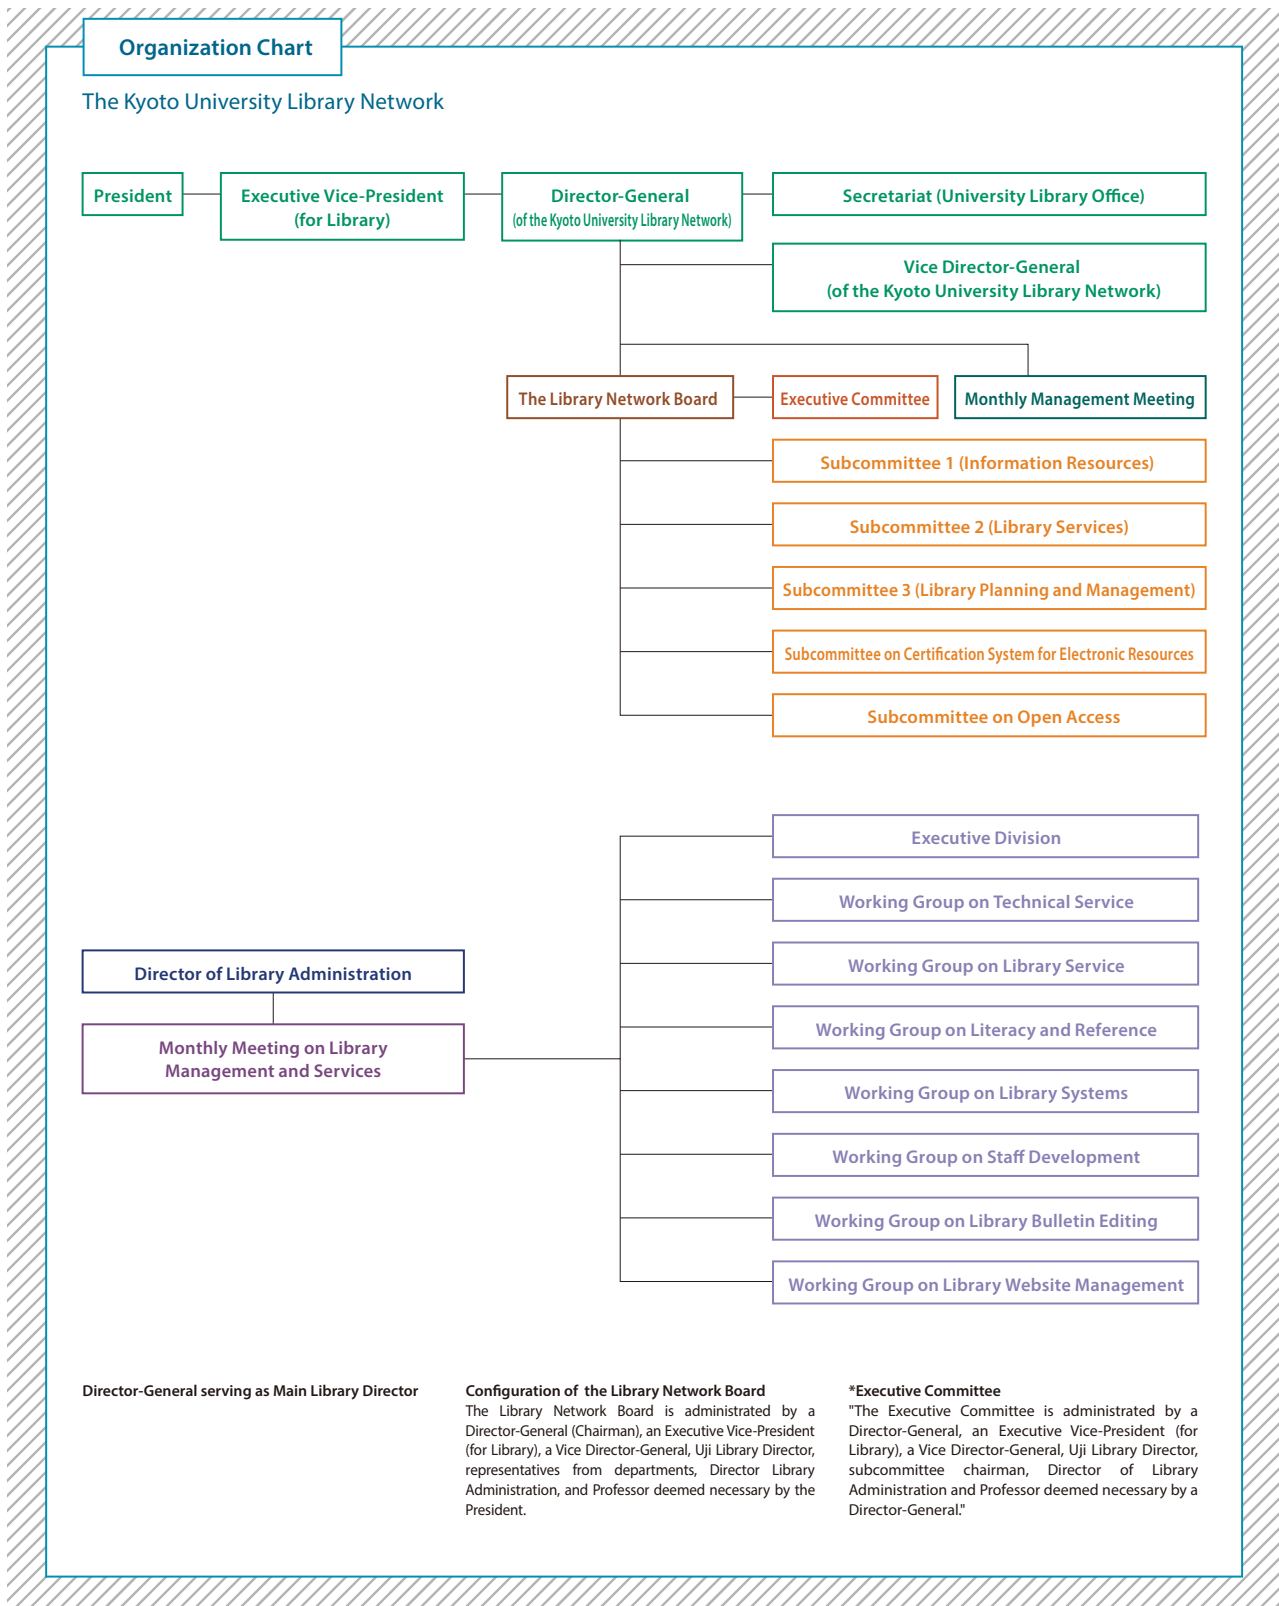 Organization Chart
The Kyoto University Library Network
President
Executive Vice-President
(for Library)
Director-General
(of the Kyoto University Library Network)
Secretariat (University Library Office)
Vice Director-General
(of the Kyoto University Library Network)
The Library Network Board
Executive Committee
Monthly Management Meeting
Subcommittee 1 (Information Resources)
Subcommittee 2 (Library Services)
Subcommittee 3 (Library Planning and Management)
Subcommittee on Certification System for Electronic Resources
Subcommittee on Open Access
Director of Library Administration
Monthly Meeting on Library
Management and Services
Executive Division
Working Group on Technical Service
Working Group on Library Service
Working Group on Literacy and Reference
Working Group on Library Systems
Working Group on Staff Development
Working Group on Library Bulletin Editing
Working Group on Library Website Management
Director-General serving as Main Library Director
Configuration of the Library Network Board
The Library Network Board is administrated by a
Director-General (Chairman), an Executive Vice-President
(for Library), a Vice Director-General, Uji Library Director,
representatives from departments, Director Library
Administration, and Professor deemed necessary by the
President.
*Executive Committee
"The Executive Committee is administrated by a
Director-General, an Executive Vice-President (for
Library), a Vice Director-General, Uji Library Director,
subcommittee chairman, Director of Library
Administration and Professor deemed necessary by a
Director-General."